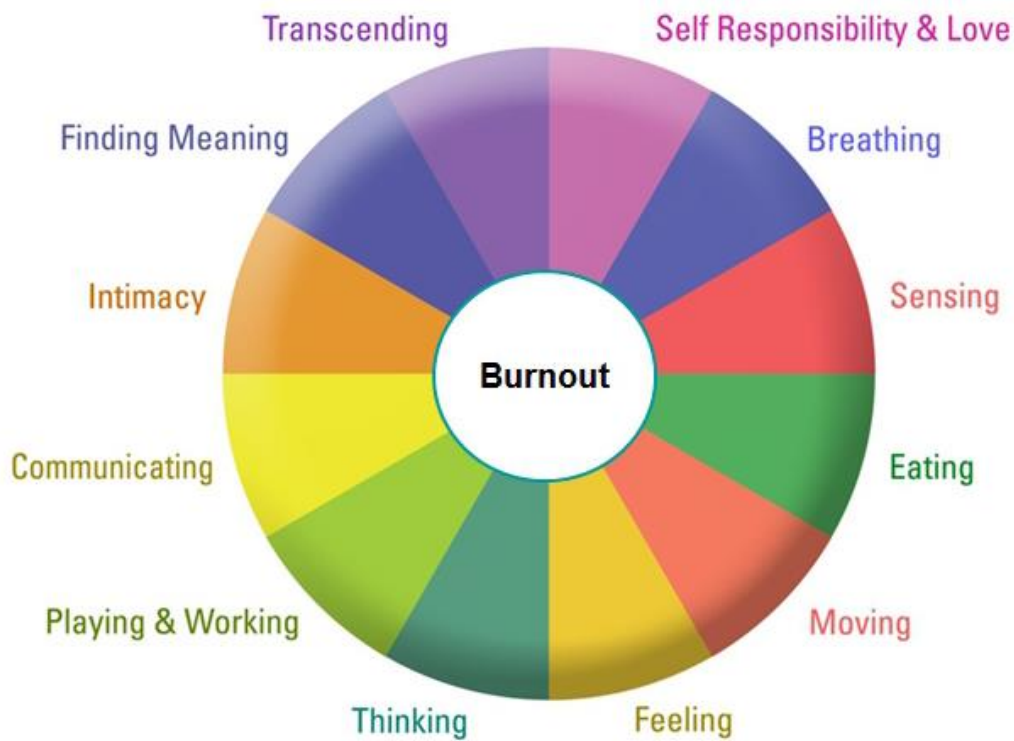 Transcending
Self Responsibility & Love
Finding Meaning
Breathing
Intimacy
Sensing
Burnout
Communicating
Eating
Playing & Working
Moving
Thinking
Feeling